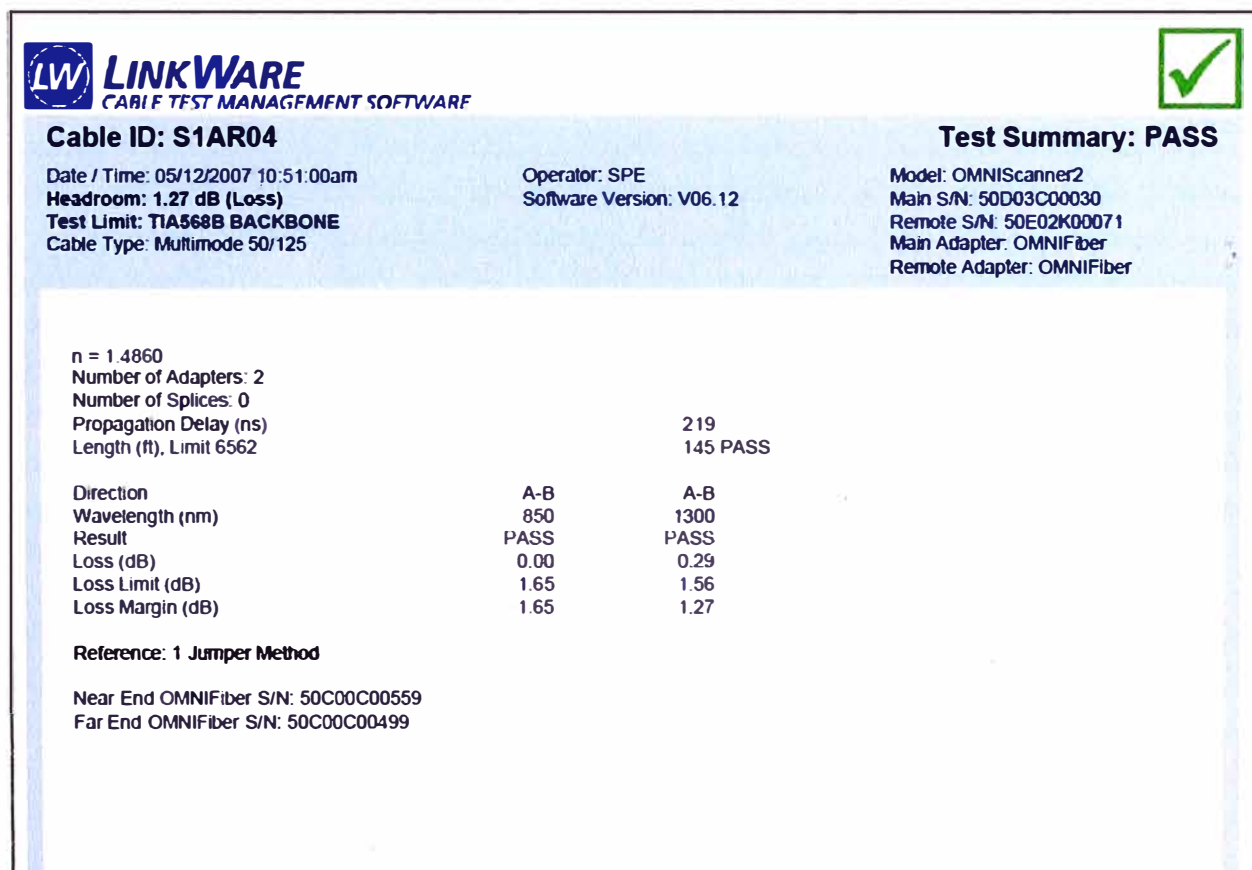 LW LINKWARE
CABLE TEST MANAGEMENT SOFTWARE
Cable ID: S1AR04
Test Summary: PASS
Date / Time: 05/12/2007 10:51:00am
Headroom: 1.27 dB (Loss)
Test Limit: TIA568B BACKBONE
Cable Type: Multimode 50/125
Operator: SPE
Software Version: V06.12
Model: OMNIScanner2
Main S/N: 50D03C00030
Remote S/N: 50E02K00071
Main Adapter: OMNIFiber
Remote Adapter: OMNIFiber
n = 1.4860
Number of Adapters: 2
Number of Splices: 0
Propagation Delay (ns) 219
Length (ft), Limit 6562 145 PASS
Direction A-B A-B
Wavelength (nm) 850 1300
Result PASS PASS
Loss (dB) 0.00 0.29
Loss Limit (dB) 1.65 1.56
Loss Margin (dB) 1.65 1.27
Reference: 1 Jumper Method
Near End OMNIFiber S/N: 50C00C00559
Far End OMNIFiber S/N: 50C00C00499